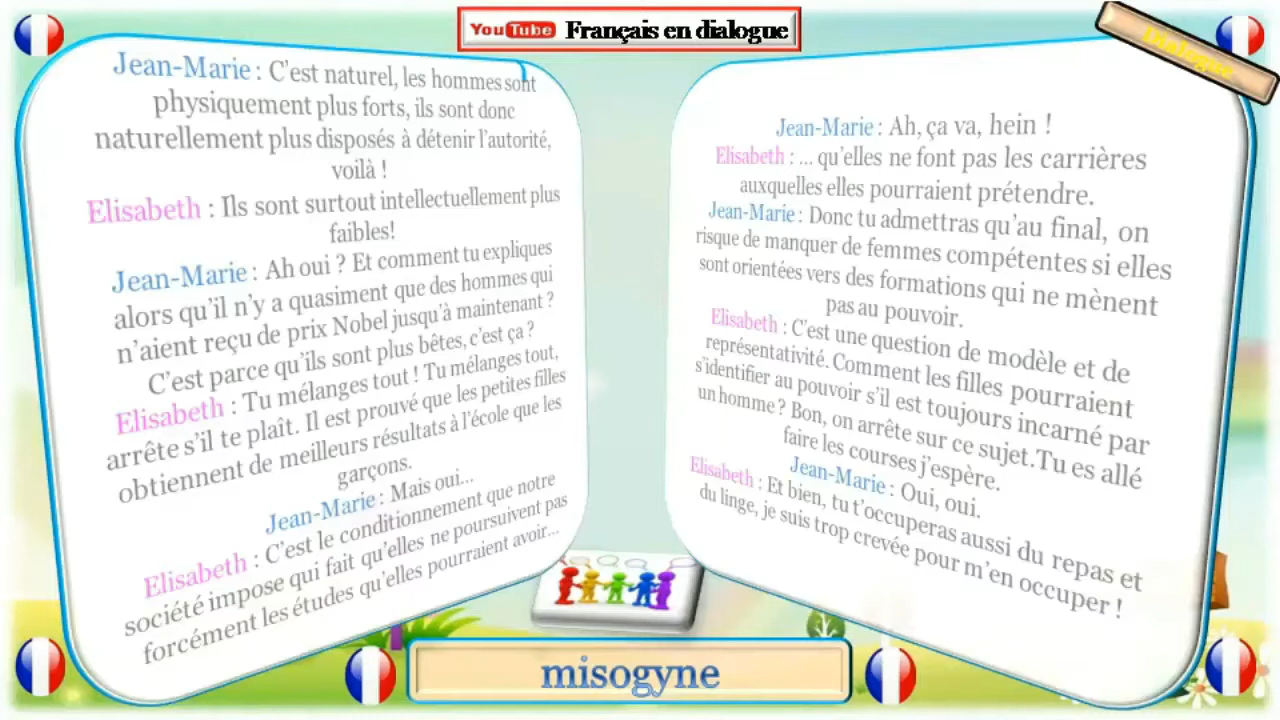 YouTube Français en dialogue
Dialogue
Jean-Marie : C'est naturel, les hommes sont
physiquement plus forts, ils sont donc
naturellement plus disposés à détenir l'autorité,
voilà !
Elisabeth : Ils sont surtout intellectuellement plus
faibles!
Jean-Marie : Ah oui ? Et comment tu expliques
alors qu'il n'y a quasiment que des hommes qui
n'aient reçu de prix Nobel jusqu'à maintenant ?
C'est parce qu'ils sont plus bêtes, c'est ça ?
Elisabeth : Tu mélanges tout ! Tu mélanges tout,
arrête s'il te plaît. Il est prouvé que les petites filles
obtiennent de meilleurs résultats à l'école que les
garçons.
Jean-Marie : Mais oui...
Elisabeth : C'est le conditionnement que notre
société impose qui fait qu'elles ne poursuivent pas
forcément les études qu'elles pourraient avoir...
Jean-Marie : Ah, ça va, hein !
Elisabeth : ... qu'elles ne font pas les carrières
auxquelles elles pourraient prétendre.
Jean-Marie : Donc tu admettras qu'au final, on
risque de manquer de femmes compétentes si elles
sont orientées vers des formations qui ne mènent
pas au pouvoir.
Elisabeth : C'est une question de modèle et de
représentativité. Comment les filles pourraient
s'identifier au pouvoir s'il est toujours incarné par
un homme ? Bon, on arrête sur ce sujet.Tu es allé
faire les courses j'espère.
Jean-Marie : Oui, oui.
Elisabeth : Et bien, tu t'occuperas aussi du repas et
du linge, je suis trop crevée pour m'en occuper !
misogyne